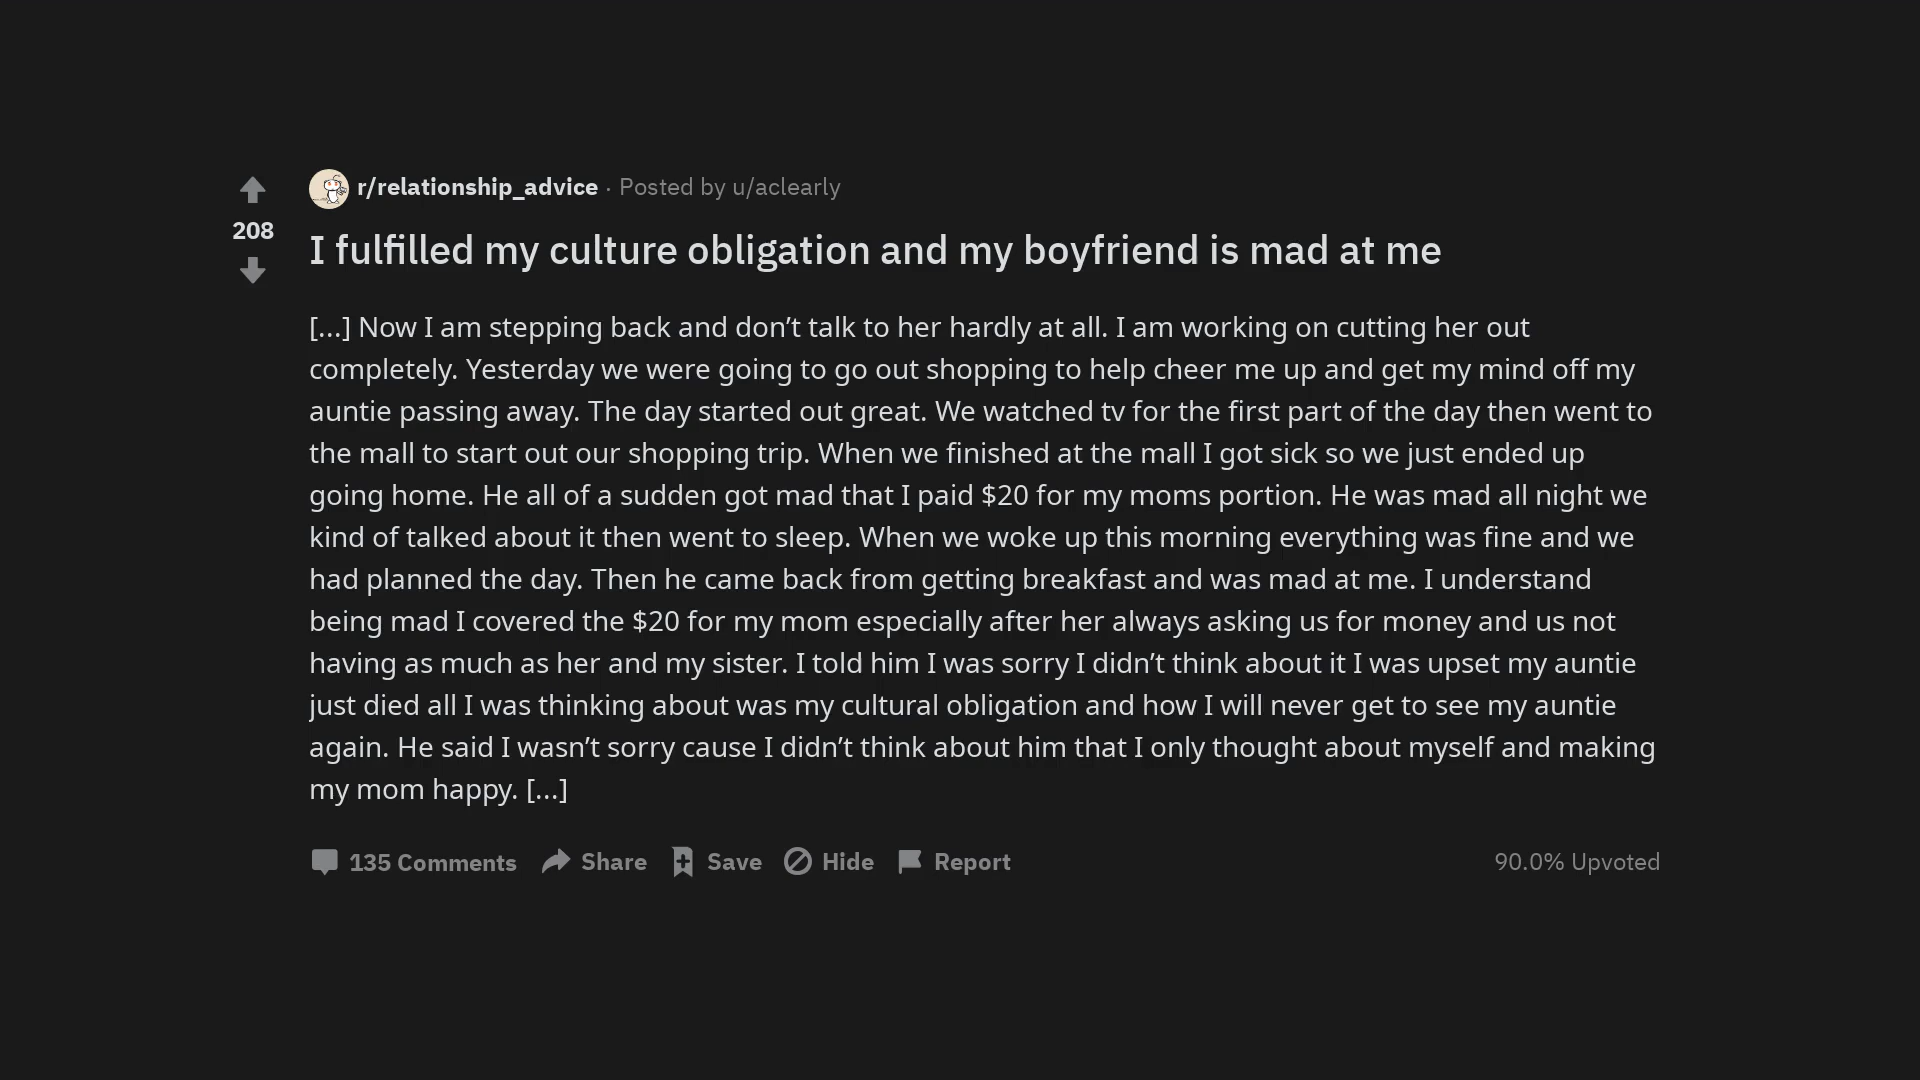 r/relationship_advice · Posted by u/aclearly
208
I fulfilled my culture obligation and my boyfriend is mad at me
[...] Now I am stepping back and don’t talk to her hardly at all. I am working on cutting her out
completely. Yesterday we were going to go out shopping to help cheer me up and get my mind off my
auntie passing away. The day started out great. We watched tv for the first part of the day then went to
the mall to start out our shopping trip. When we finished at the mall I got sick so we just ended up
going home. He all of a sudden got mad that I paid $20 for my moms portion. He was mad all night we
kind of talked about it then went to sleep. When we woke up this morning everything was fine and we
had planned the day. Then he came back from getting breakfast and was mad at me. I understand
being mad I covered the $20 for my mom especially after her always asking us for money and us not
having as much as her and my sister. I told him I was sorry I didn’t think about it I was upset my auntie
just died all I was thinking about was my cultural obligation and how I will never get to see my auntie
again. He said I wasn’t sorry cause I didn’t think about him that I only thought about myself and making
my mom happy. [...]
135 Comments Share Save Hide Report 90.0% Upvoted